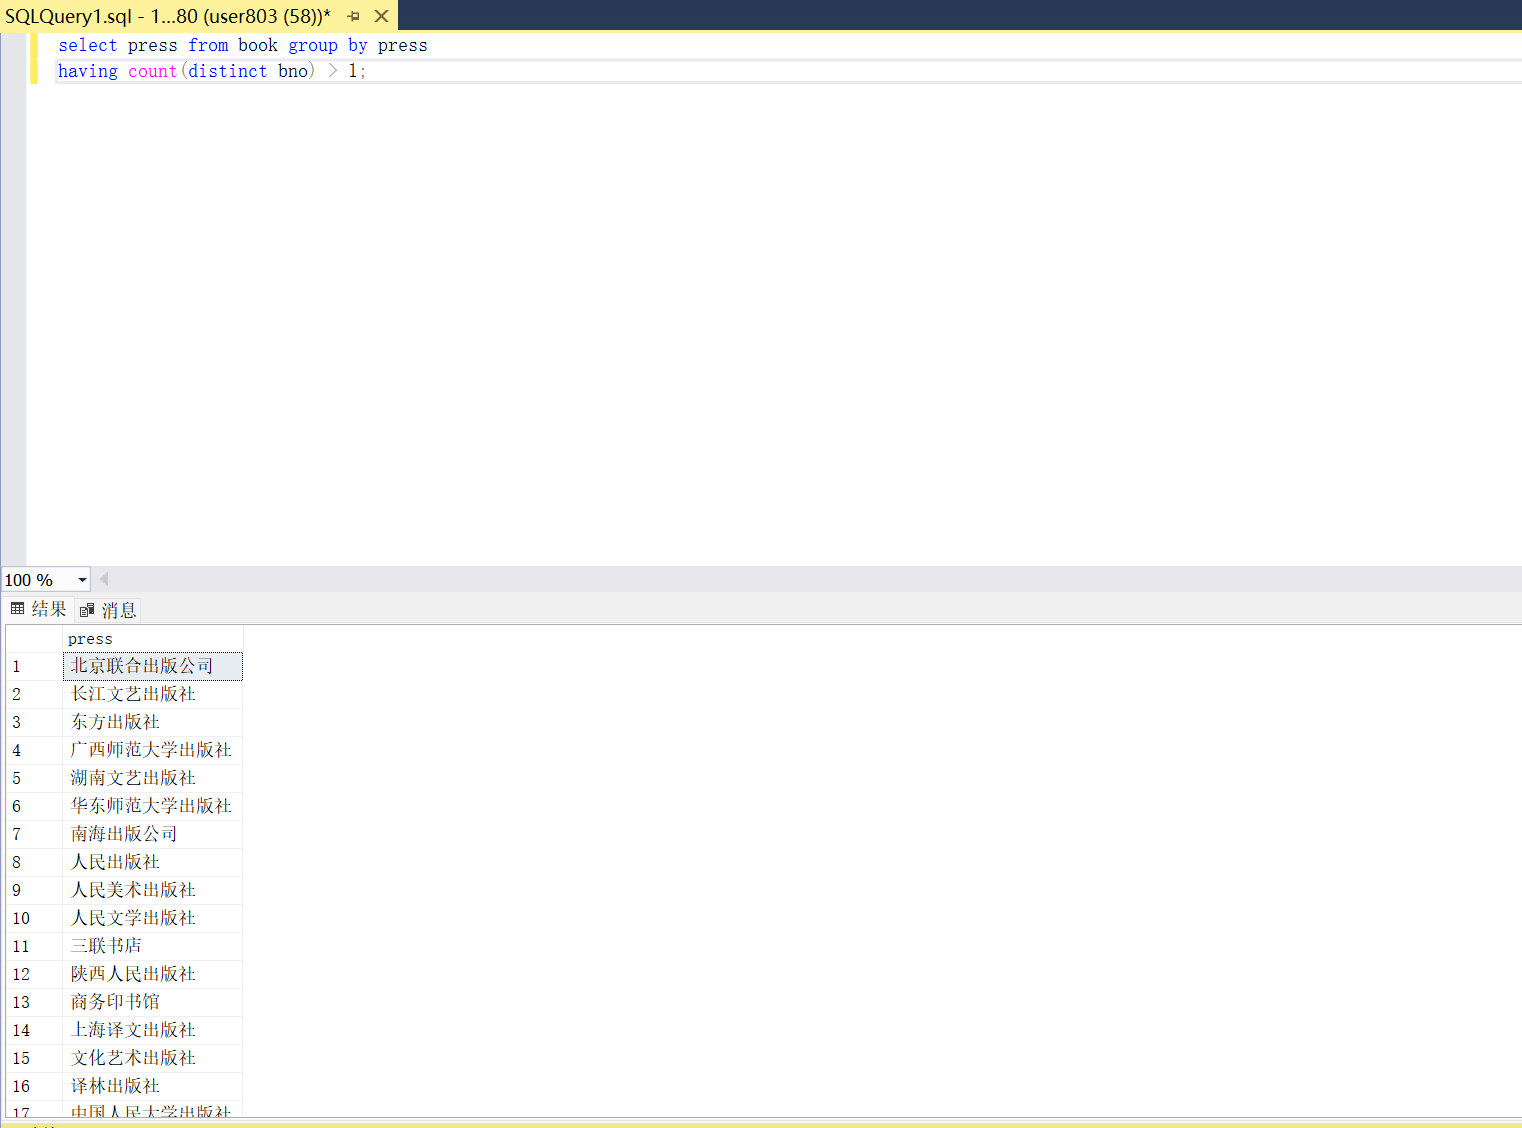 SQLQuery1.sql - 1...80 (user803 (58))*
select press from book group by press
having count(distinct bno) > 1;
100 %
结果 消息
press
1 北京联合出版公司
2 长江文艺出版社
3 东方出版社
4 广西师范大学出版社
5 湖南文艺出版社
6 华东师范大学出版社
7 南海出版公司
8 人民出版社
9 人民美术出版社
10 人民文学出版社
11 三联书店
12 陕西人民出版社
13 商务印书馆
14 上海译文出版社
15 文化艺术出版社
16 译林出版社
17 中国人民大学出版社